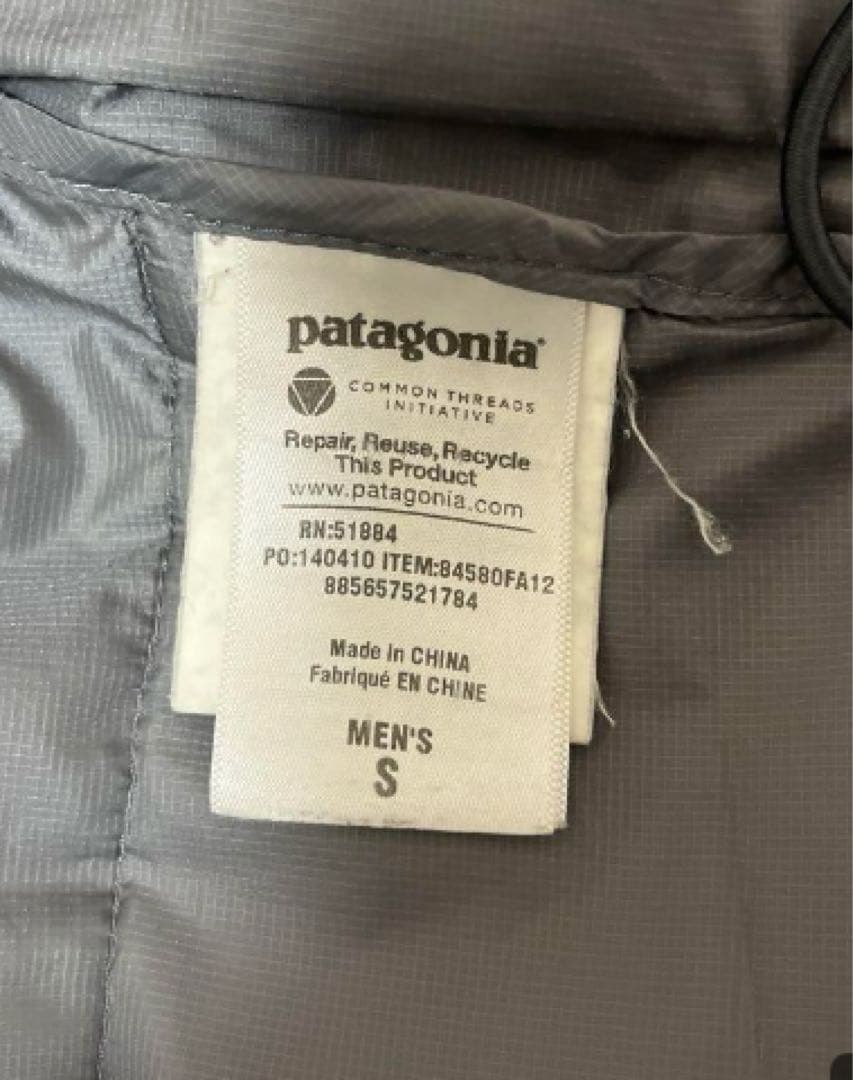 patagonia®
COMMON THREADS
INITIATIVE
Repair, Reuse, Recycle
This Product
www.patagonia.com
RN:51884
PO:140410 ITEM:84580FA12
885657521784
Made in CHINA
Fabriqué EN CHINE
MEN'S
S